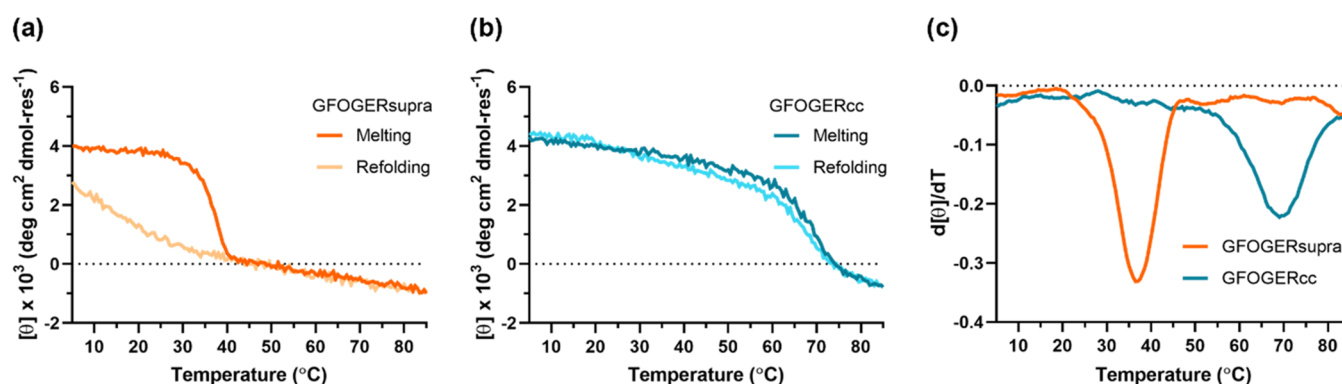 (a)
[θ] x 10³ (deg cm² dmol-res⁻¹)
6
4
2
0
-2
GFOGERsupra
Melting
Refolding
10 20 30 40 50 60 70 80
Temperature (°C)
(b)
[θ] x 10³ (deg cm² dmol-res⁻¹)
6
4
2
0
-2
GFOGERcc
Melting
Refolding
10 20 30 40 50 60 70 80
Temperature (°C)
(c)
d[θ]/dT
0.0
-0.1
-0.2
-0.3
-0.4
GFOGERsupra
GFOGERcc
10 20 30 40 50 60 70 80
Temperature (°C)